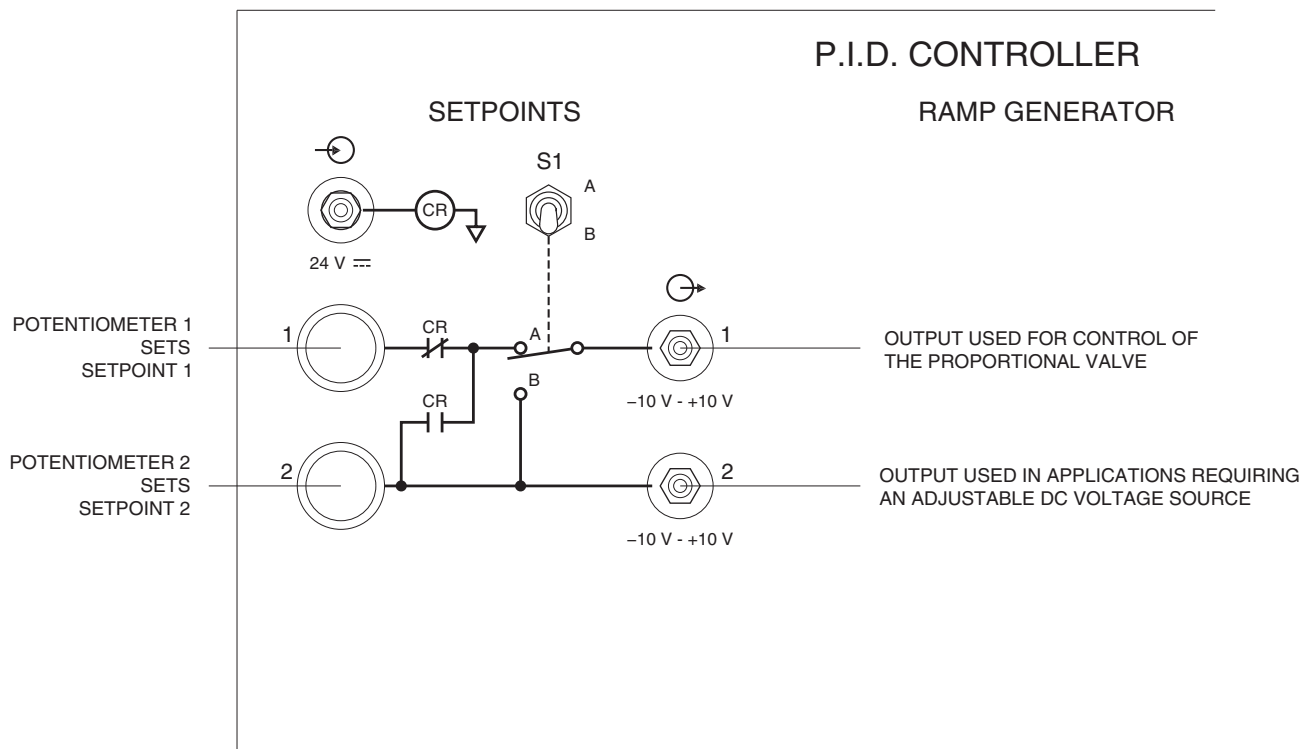 P.I.D. CONTROLLER
SETPOINTS
RAMP GENERATOR
S1
A
B
CR
24 V ⎓
POTENTIOMETER 1
SETS
SETPOINT 1
1
CR
A
B
1
−10 V - +10 V
OUTPUT USED FOR CONTROL OF
THE PROPORTIONAL VALVE
CR
POTENTIOMETER 2
SETS
SETPOINT 2
2
2
−10 V - +10 V
OUTPUT USED IN APPLICATIONS REQUIRING
AN ADJUSTABLE DC VOLTAGE SOURCE